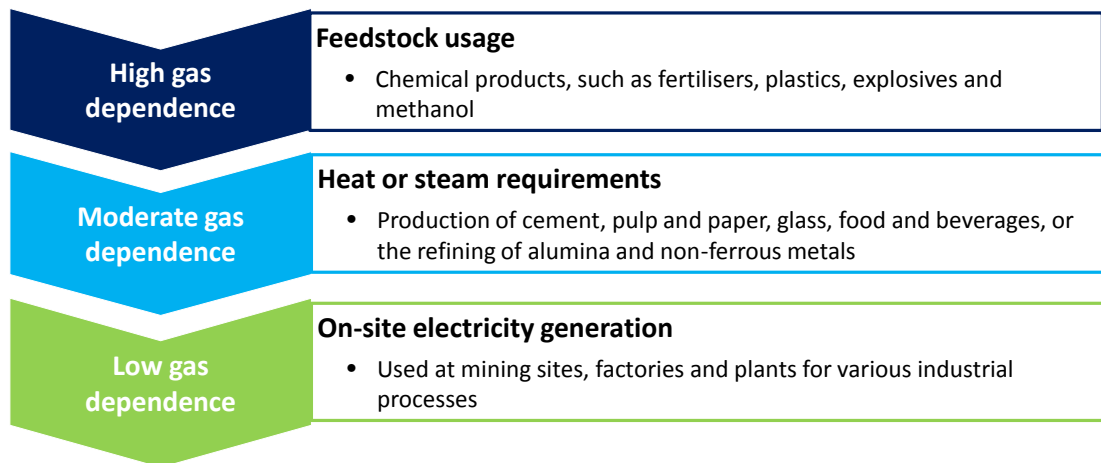 High gas
dependence
Feedstock usage
• Chemical products, such as fertilisers, plastics, explosives and
methanol
Moderate gas
dependence
Heat or steam requirements
• Production of cement, pulp and paper, glass, food and beverages, or
the refining of alumina and non-ferrous metals
Low gas
dependence
On-site electricity generation
• Used at mining sites, factories and plants for various industrial
processes